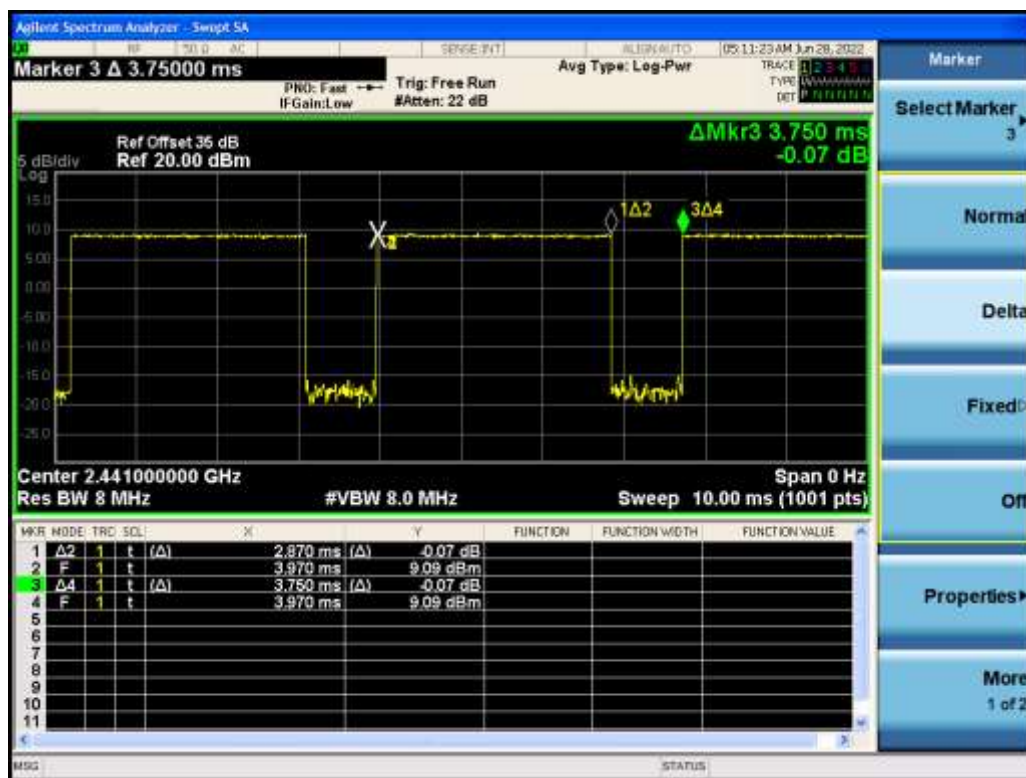 Agilent Spectrum Analyzer - Swept SA
RF 50 Ω AC SENSE:INT ALIGN AUTO 05:11:23 AM Jun 28, 2022
Marker 3 Δ 3.75000 ms
PNO: Fast
IFGain:Low
Trig: Free Run
#Atten: 22 dB
Avg Type: Log-Pwr
TRACE 1 2 3 4 5 6
TYPE
DET P N N N N N
Ref Offset 35 dB
Ref 20.00 dBm
5 dB/div
Log
ΔMkr3 3.750 ms
-0.07 dB
15.0
10.0
5.00
0.00
-5.00
-10.0
-15.0
-20.0
-25.0
1Δ2
3Δ4
Center 2.441000000 GHz
Span 0 Hz
Res BW 8 MHz
#VBW 8.0 MHz
Sweep 10.00 ms (1001 pts)
MKR MODE TRC SCL X Y FUNCTION FUNCTION WIDTH FUNCTION VALUE
1 Δ2 1 t (Δ) 2.870 ms (Δ) -0.07 dB
2 F 1 t 3.970 ms 9.09 dBm
3 Δ4 1 t (Δ) 3.750 ms (Δ) -0.07 dB
4 F 1 t 3.970 ms 9.09 dBm
5
6
7
8
9
10
11
MSG
STATUS
Marker
Select Marker
3
Normal
Delta
Fixed
Off
Properties
More
1 of 2